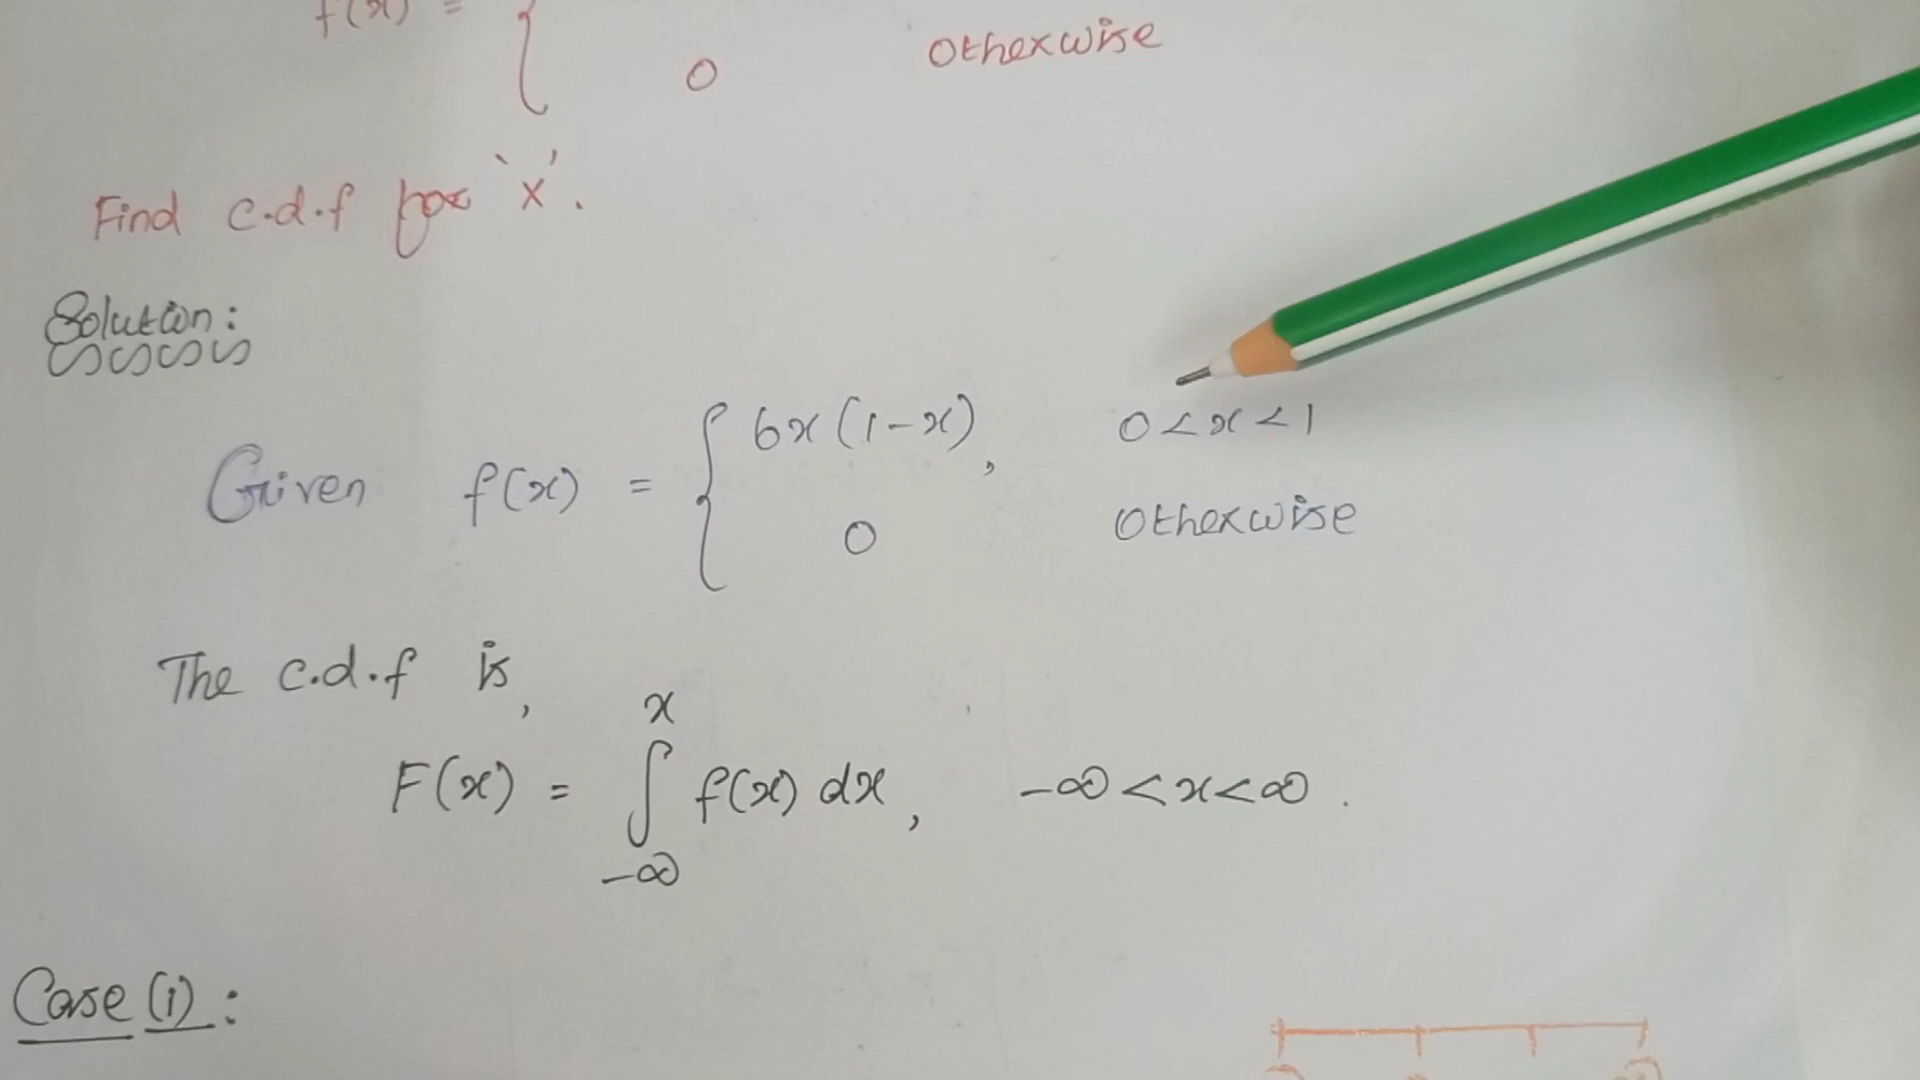 f(x) = {
0 otherwise
Find c.d.f for 'x'.
Solution:
Given f(x) = { 6x(1-x), 0<x<1
0 otherwise
The c.d.f is,
F(x) = ∫_{-∞}^{x} f(x) dx, -∞<x<∞.
Case (i):